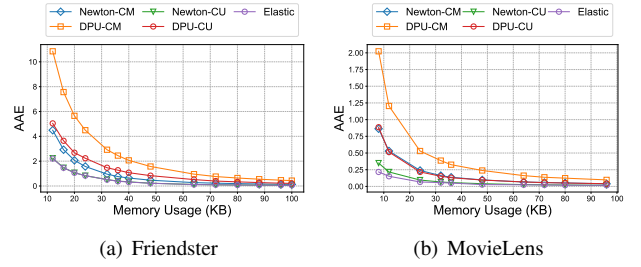 Newton-CM Newton-CU Elastic
DPU-CM DPU-CU
AAE
10
8
6
4
2
0
10 20 30 40 50 60 70 80 90 100
Memory Usage (KB)
(a) Friendster
Newton-CM Newton-CU Elastic
DPU-CM DPU-CU
AAE
2.00
1.75
1.50
1.25
1.00
0.75
0.50
0.25
0.00
10 20 30 40 50 60 70 80 90 100
Memory Usage (KB)
(b) MovieLens